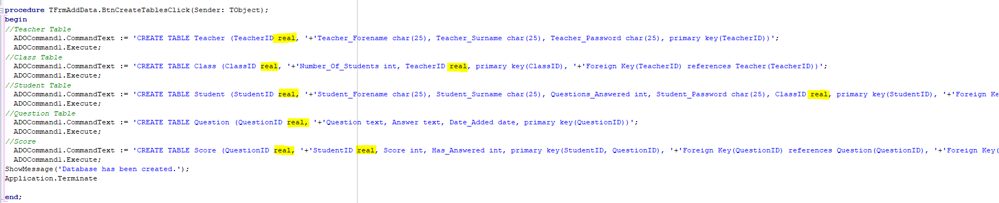 procedure TFrmAddData.BtnCreateTablesClick(Sender: TObject);
begin
//Teacher Table
ADOCommand1.CommandText := 'CREATE TABLE Teacher (TeacherID real, '+'Teacher_Forename char(25), Teacher_Surname char(25), Teacher_Password char(25), primary key(TeacherID))';
ADOCommand1.Execute;
//Class Table
ADOCommand1.CommandText := 'CREATE TABLE Class (ClassID real, '+'Number_Of_Students int, TeacherID real, primary key(ClassID), '+'Foreign Key(TeacherID) references Teacher(TeacherID))';
ADOCommand1.Execute;
//Student Table
ADOCommand1.CommandText := 'CREATE TABLE Student (StudentID real, '+'Student_Forename char(25), Student_Surname char(25), Questions_Answered int, Student_Password char(25), ClassID real, primary key(StudentID), '+'Foreign Ke
ADOCommand1.Execute;
//Question Table
ADOCommand1.CommandText := 'CREATE TABLE Question (QuestionID real, '+'Question text, Answer text, Date_Added date, primary key(QuestionID))';
ADOCommand1.Execute;
//Score
ADOCommand1.CommandText := 'CREATE TABLE Score (QuestionID real, '+'StudentID real, Score int, Has_Answered int, primary key(StudentID, QuestionID), '+'Foreign Key(QuestionID) references Question(QuestionID), '+'Foreign Key(
ADOCommand1.Execute;
ShowMessage('Database has been created.');
Application.Terminate
end;